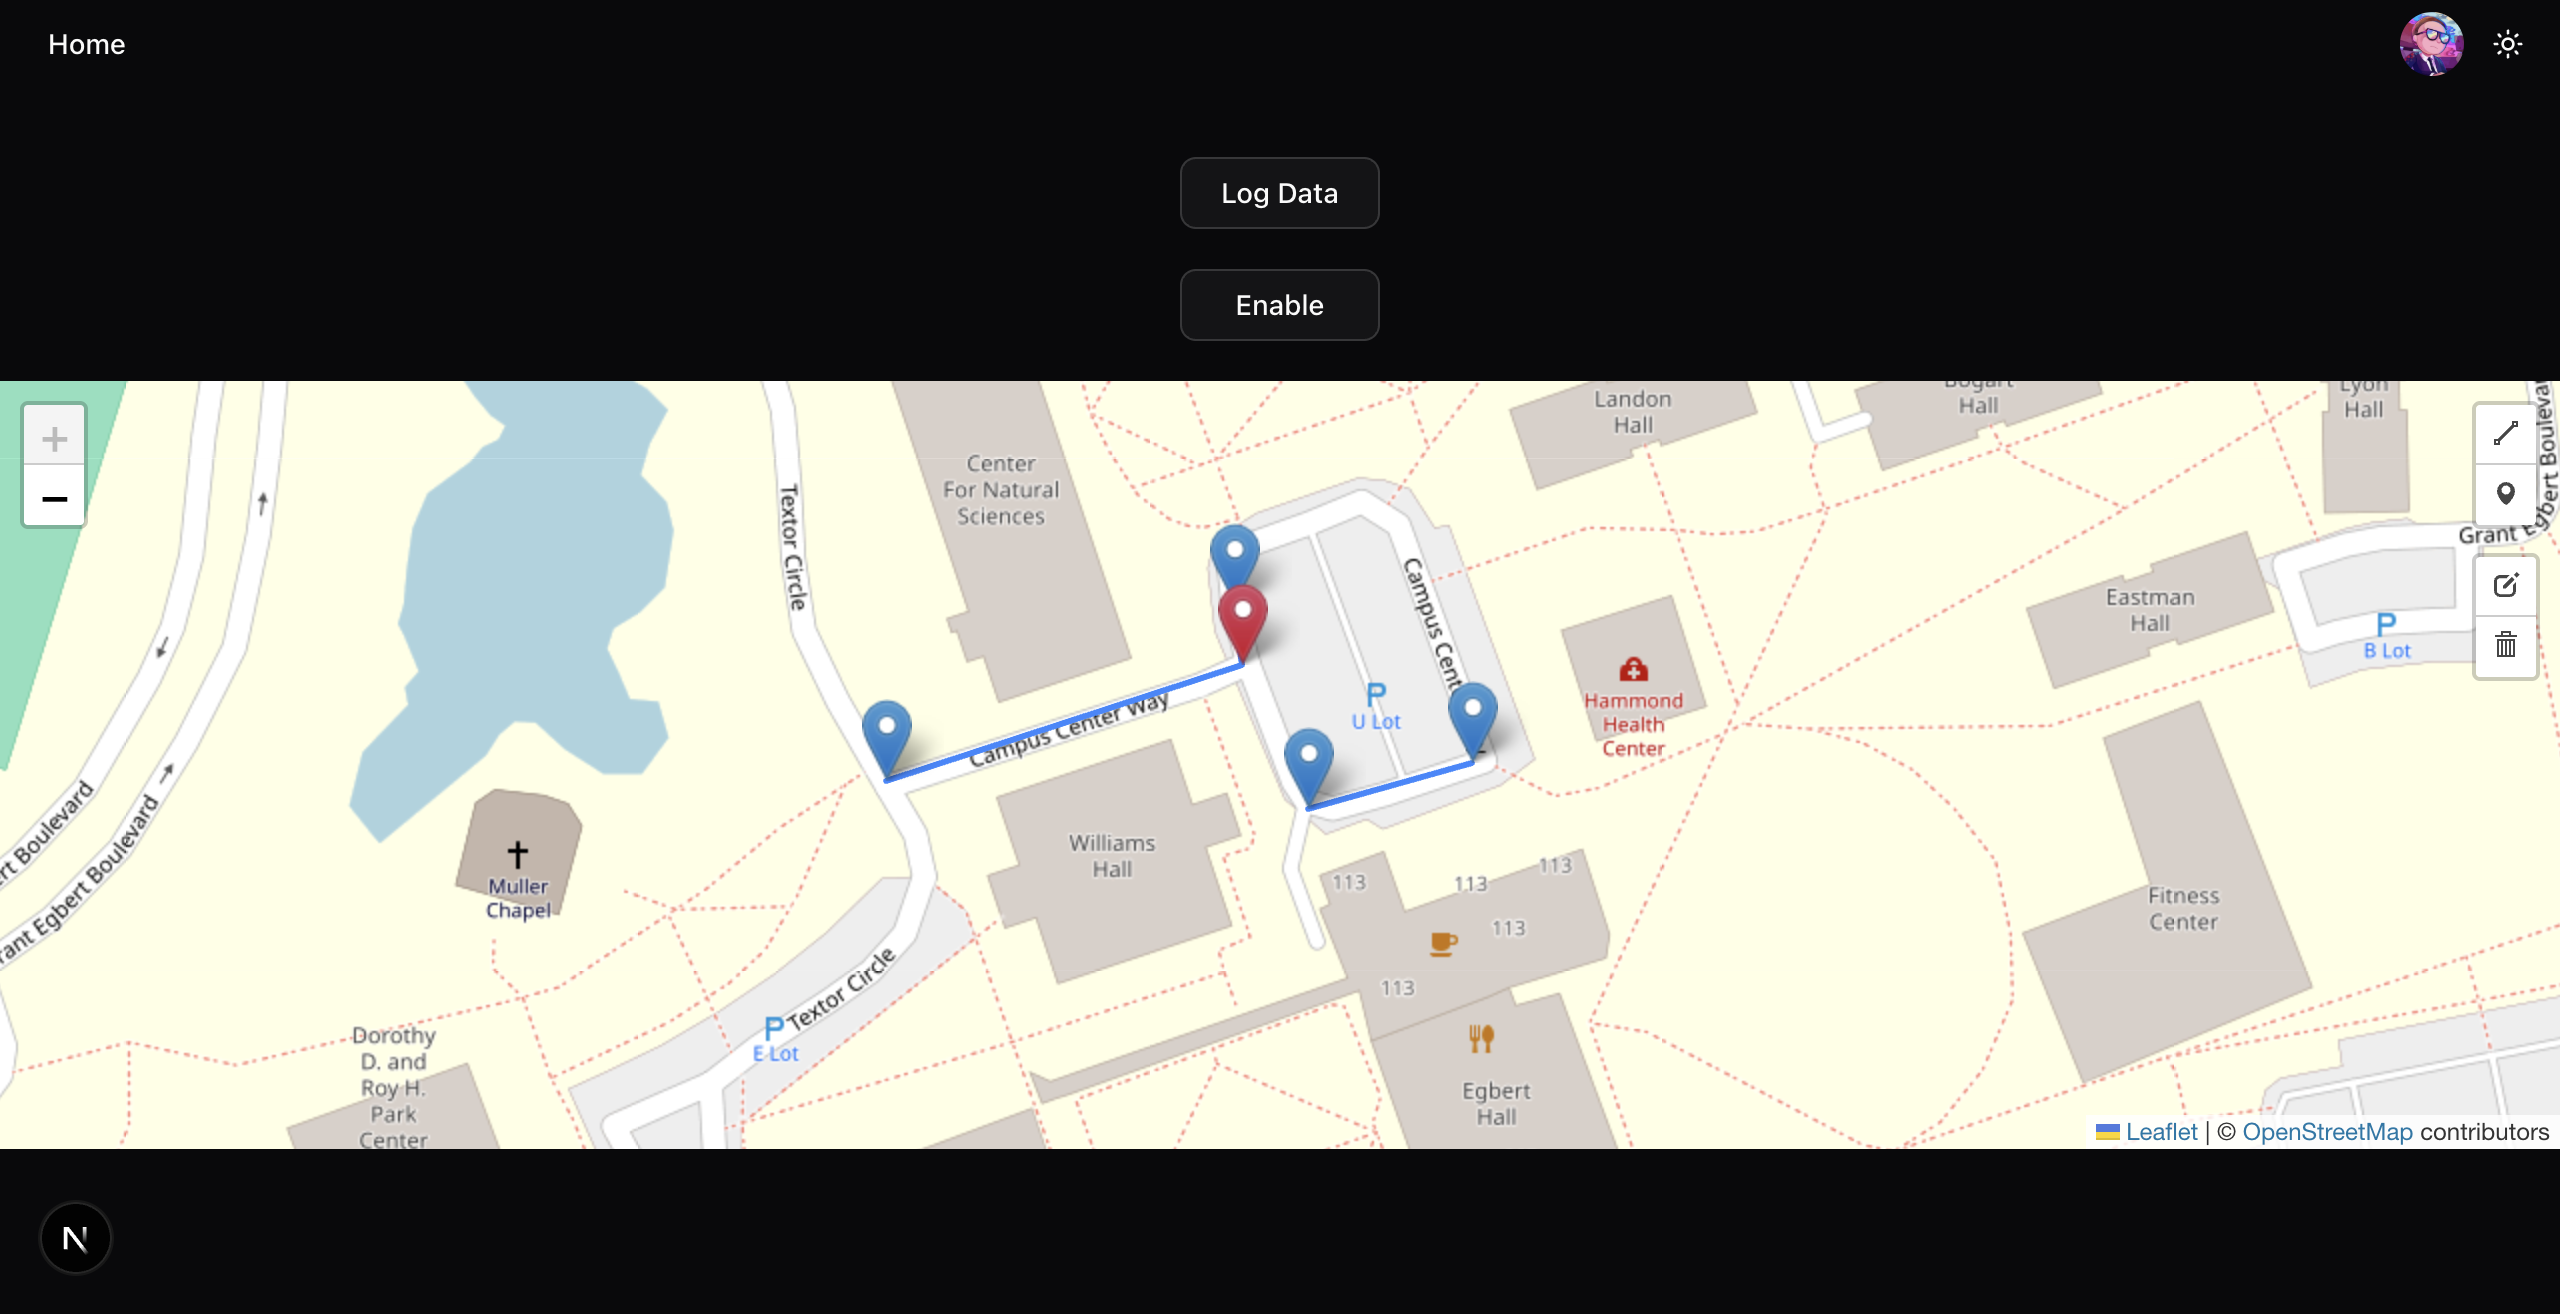 Home
Log Data
Enable
+
−
Landon
Hall
Bogart
Hall
Lyon
Hall
Center
For Natural
Sciences
Textor Circle
Campus Cent
Grant Egbert Boulevar
Eastman
Hall
P
B Lot
P
U Lot
Hammond
Health
Center
Campus Center Way
rt Boulevard
rant Egbert Boulevard
Muller
Chapel
Williams
Hall
113
113
113
113
113
Fitness
Center
Textor Circle
P
E Lot
Dorothy
D. and
Roy H.
Park
Center
Egbert
Hall
Leaflet | © OpenStreetMap contributors
N